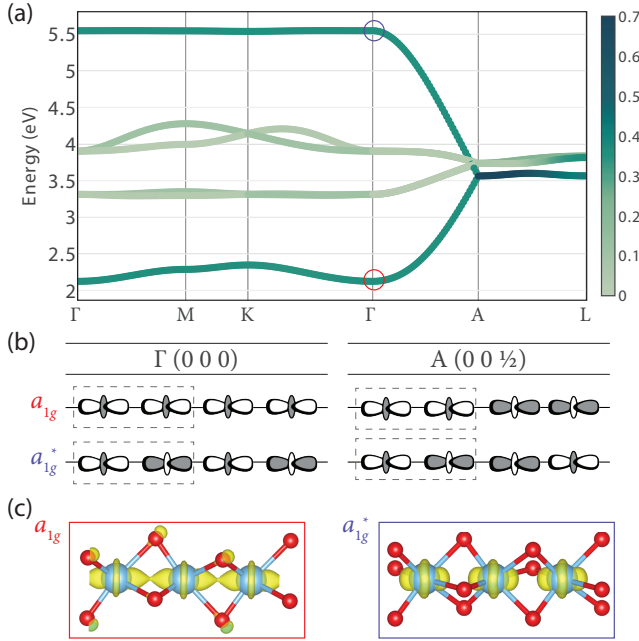 (a)
5.5
5
4.5
4
3.5
3
2.5
2
Energy (eV)
Γ M K Γ A L
0.7
0.6
0.5
0.4
0.3
0.2
0.1
0
(b)
Γ (0 0 0) A (0 0 ½)
a1g
a1g*
(c)
a1g a1g*